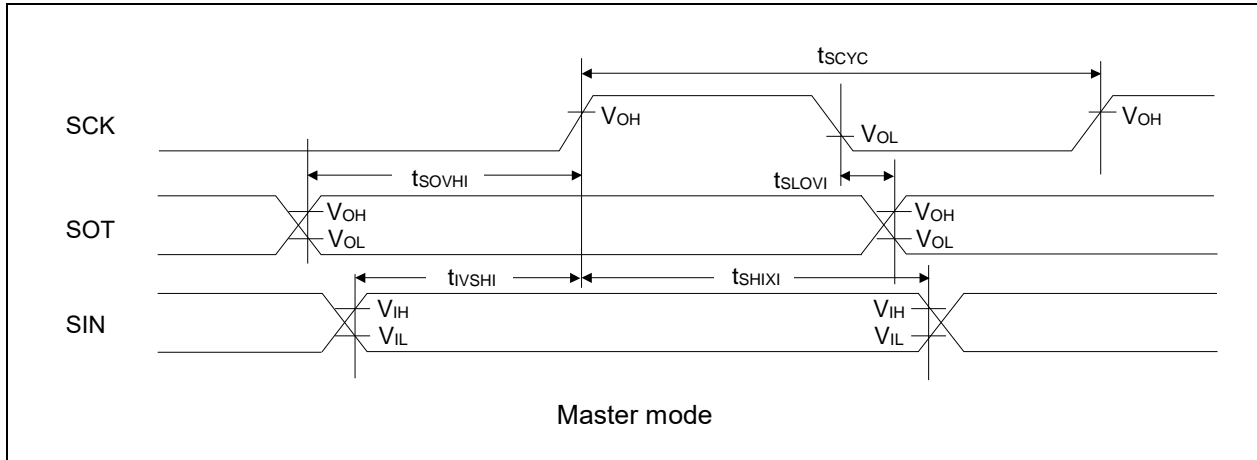 tSCYC
SCK
VOH
VOL
VOH
tSOVHI
tSLOVI
SOT
VOH
VOL
VOH
VOL
tIVSHI
tSHIXI
SIN
VIH
VIL
VIH
VIL
Master mode